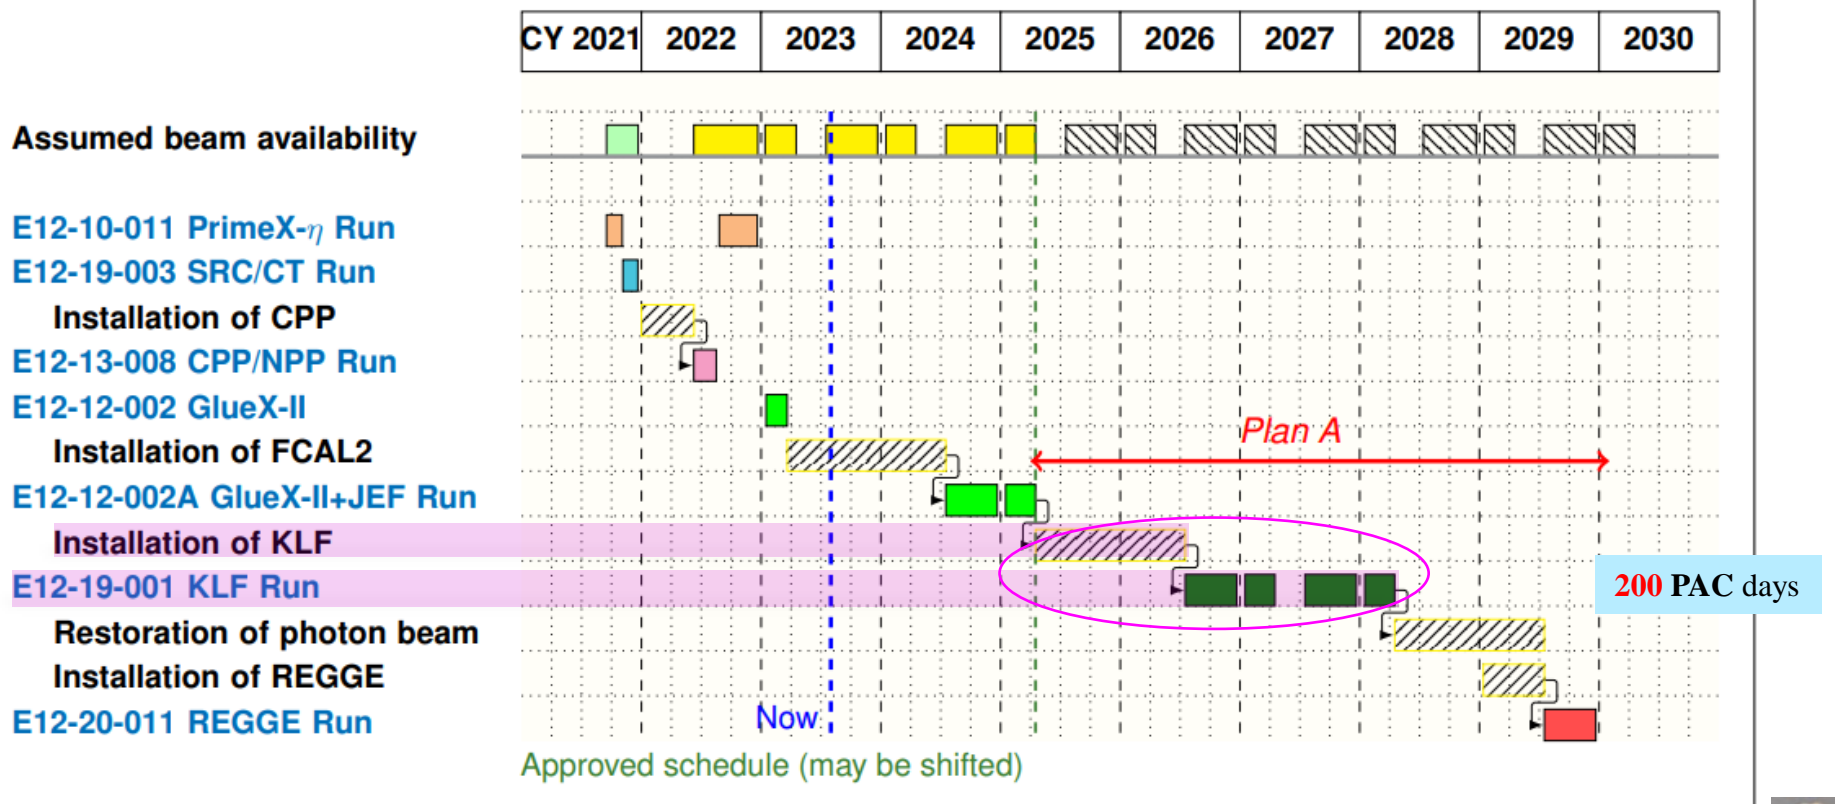 CY 2021 2022 2023 2024 2025 2026 2027 2028 2029 2030
Assumed beam availability
E12-10-011 PrimeX-η Run
E12-19-003 SRC/CT Run
Installation of CPP
E12-13-008 CPP/NPP Run
E12-12-002 GlueX-II
Plan A
Installation of FCAL2
E12-12-002A GlueX-II+JEF Run
Installation of KLF
E12-19-001 KLF Run
200 PAC days
Restoration of photon beam
Installation of REGGE
E12-20-011 REGGE Run
Now
Approved schedule (may be shifted)